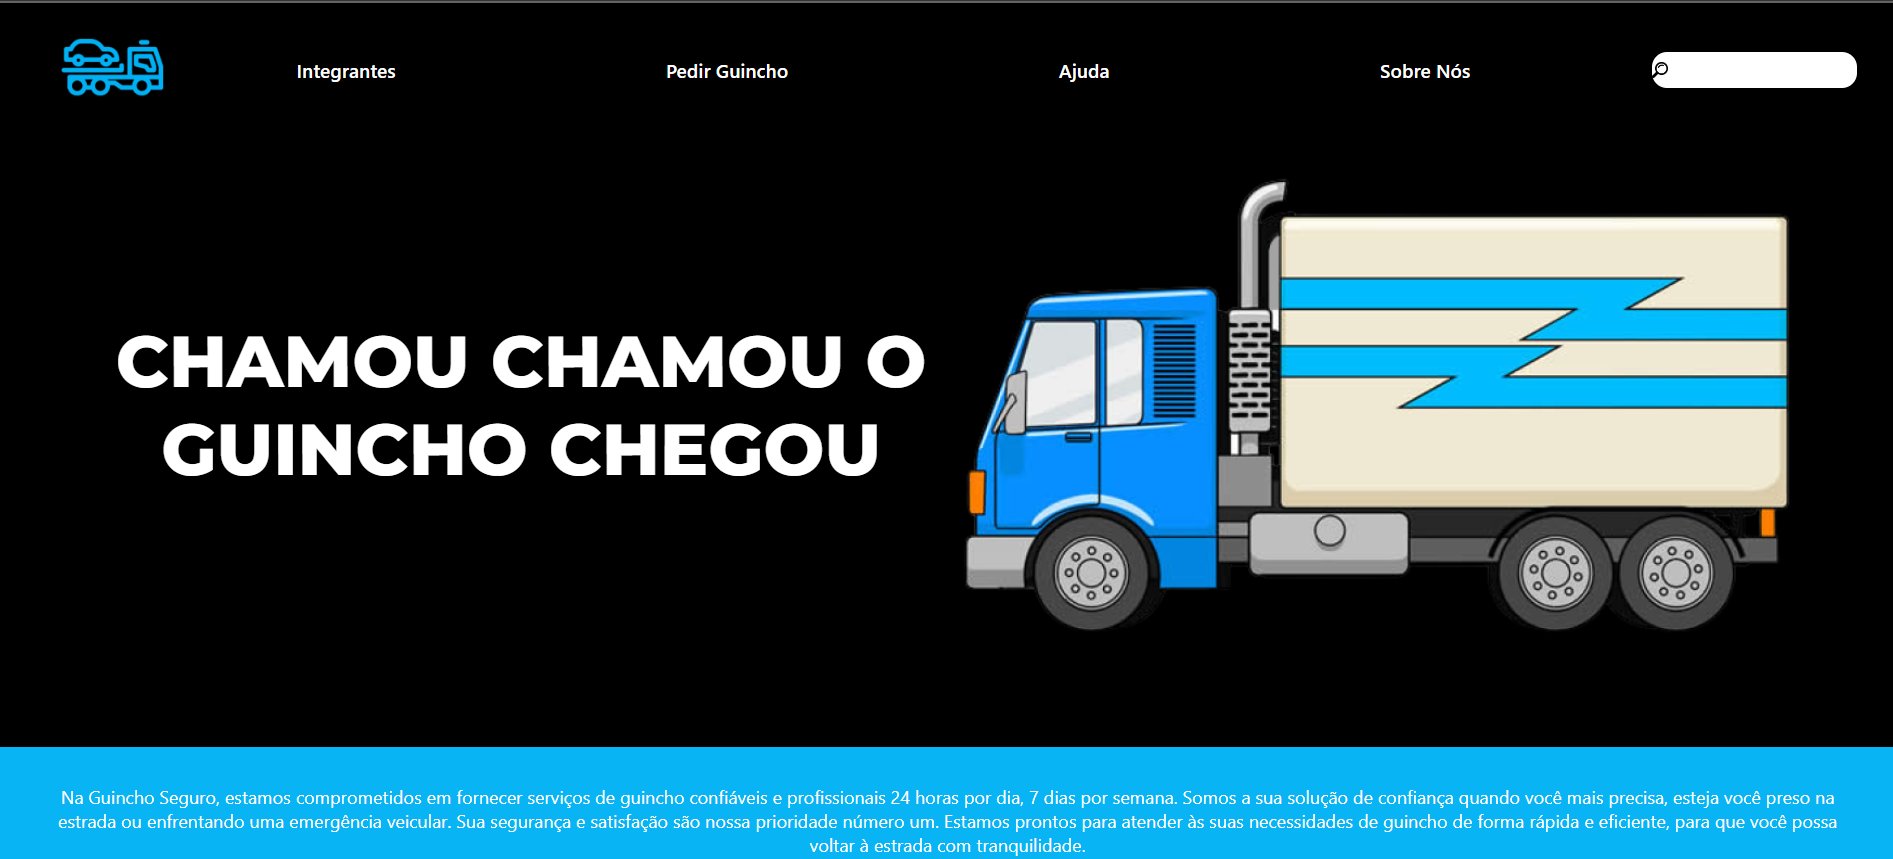 Integrantes
Pedir Guincho
Ajuda
Sobre Nós
CHAMOU CHAMOU O
GUINCHO CHEGOU
Na Guincho Seguro, estamos comprometidos em fornecer serviços de guincho confiáveis e profissionais 24 horas por dia, 7 dias por semana. Somos a sua solução de confiança quando você mais precisa, esteja você preso na
estrada ou enfrentando uma emergência veicular. Sua segurança e satisfação são nossa prioridade número um. Estamos prontos para atender às suas necessidades de guincho de forma rápida e eficiente, para que você possa
voltar à estrada com tranquilidade.